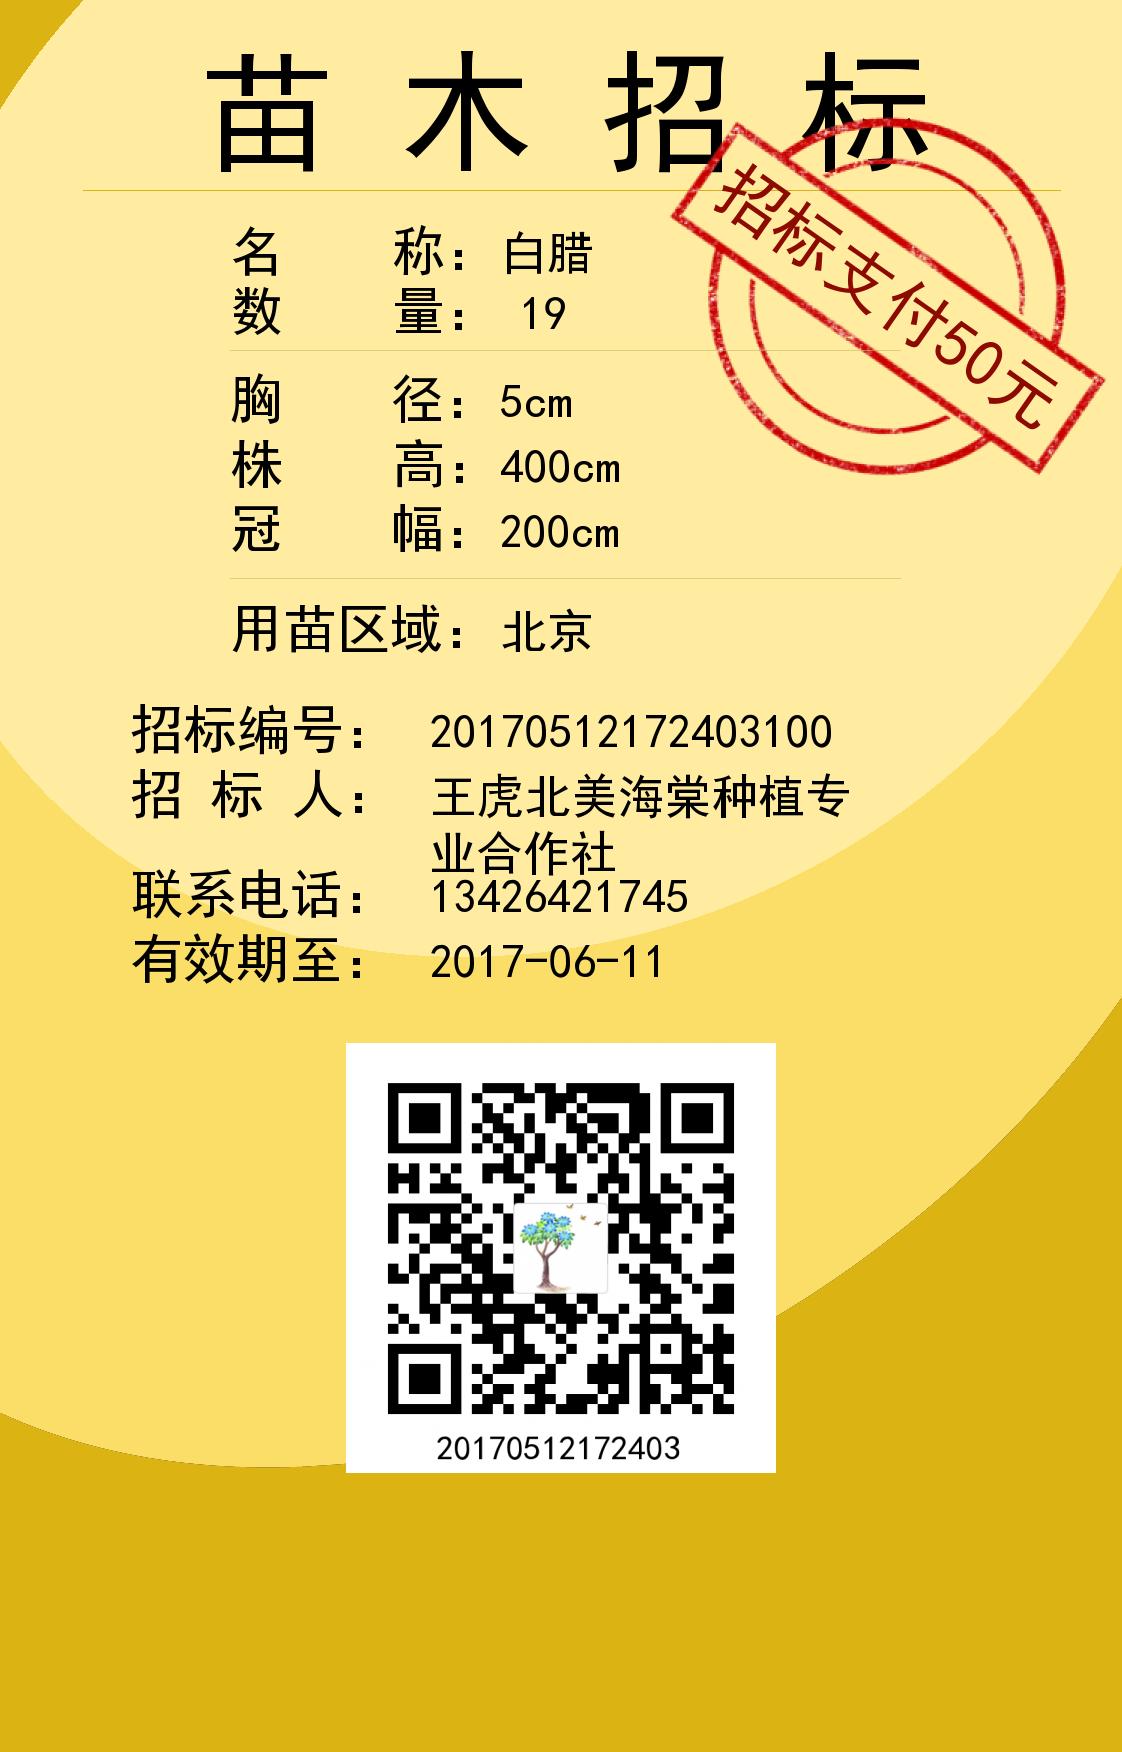 苗木招标
招标支付50元
名 称：白腊
数 量：19
胸 径：5cm
株 高：400cm
冠 幅：200cm
用苗区域：北京
招标编号：20170512172403100
招 标 人：王虎北美海棠种植专
业合作社
联系电话：13426421745
有效期至：2017-06-11
20170512172403